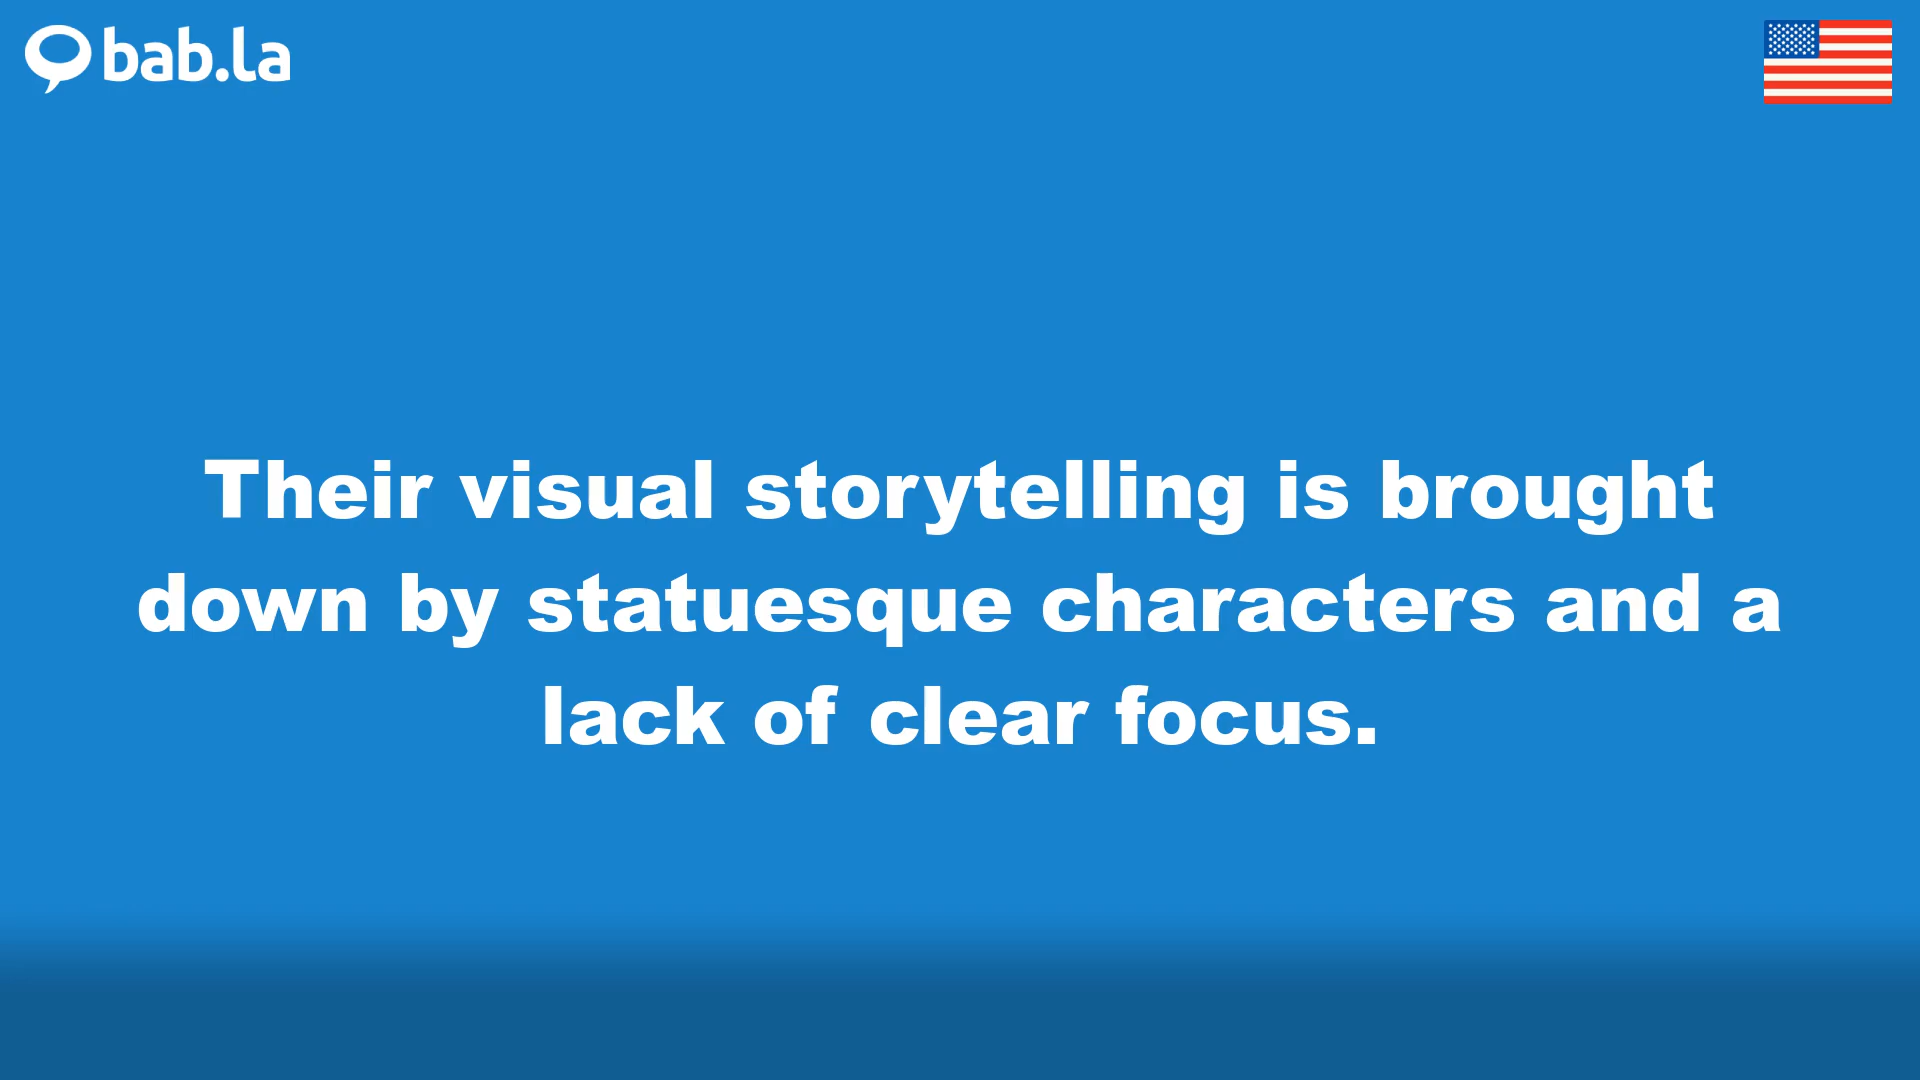 bab.la
Their visual storytelling is brought
down by statuesque characters and a
lack of clear focus.